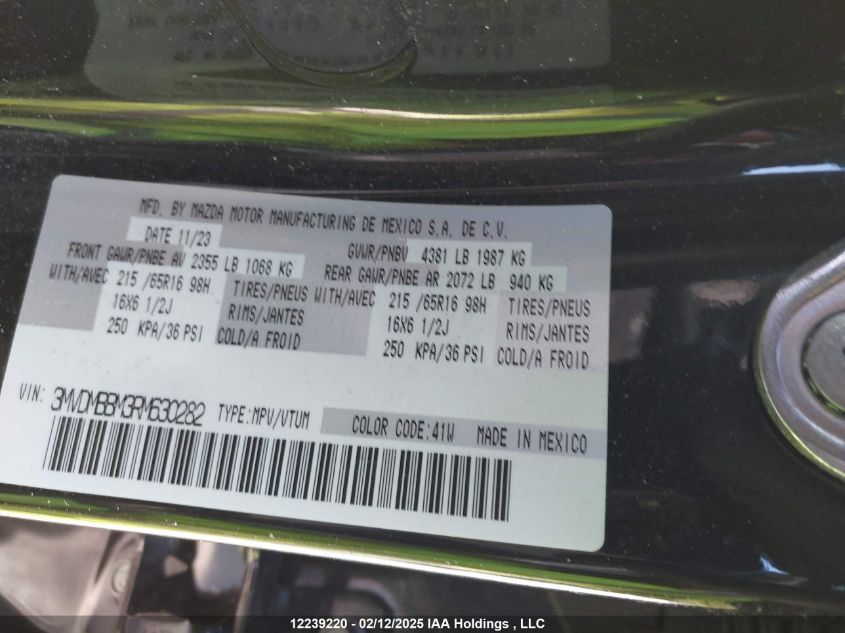 MFD. BY MAZDA MOTOR MANUFACTURING DE MEXICO S.A. DE C.V.
DATE 11/23 GVWR/PNBV 4381 LB 1987 KG
FRONT GAWR/PNBE AV 2355 LB 1068 KG REAR GAWR/PNBE AR 2072 LB 940 KG
WITH/AVEC 215 /65R16 98H TIRES/PNEUS WITH/AVEC 215 /65R16 98H TIRES/PNEUS
16X6 1/2J RIMS/JANTES 16X6 1/2J RIMS/JANTES
250 KPA/36 PSI COLD/A FROID 250 KPA/36 PSI COLD/A FROID
VIN: 3MVDMBBM3RM630282 TYPE:MPV/VTUM COLOR CODE:41W MADE IN MEXICO
12239220 - 02/12/2025 IAA Holdings , LLC